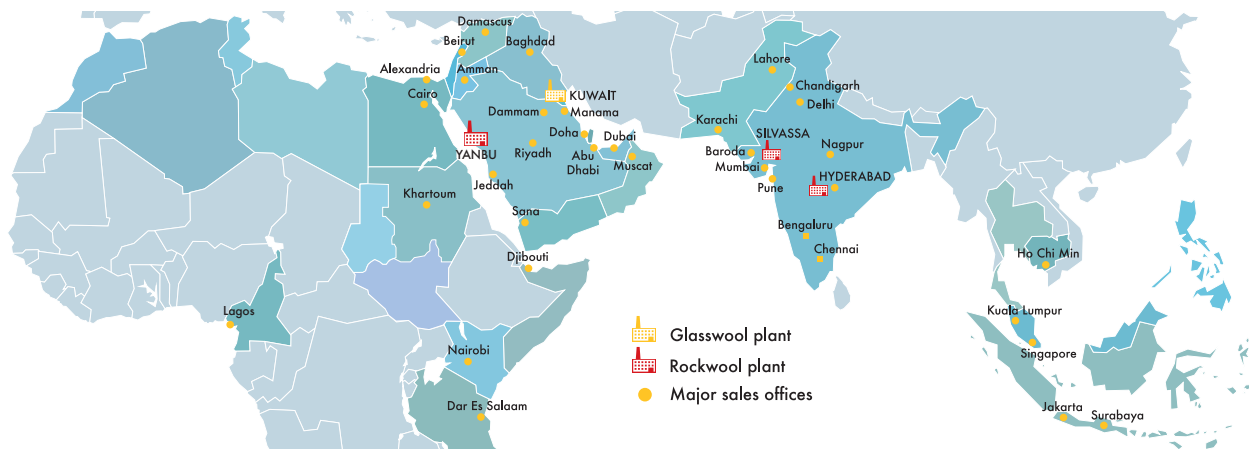 Damascus
Beirut
Baghdad
Alexandria
Amman
Cairo
KUWAIT
Dammam
Manama
Doha
Dubai
YANBU
Riyadh
Abu
Dhabi
Muscat
Jeddah
Khartoum
Sana
Djibouti
Lagos
Nairobi
Dar Es Salaam
Lahore
Chandigarh
Delhi
Karachi
SILVASSA
Baroda
Nagpur
Mumbai
HYDERABAD
Pune
Bengaluru
Chennai
Ho Chi Min
Kuala Lumpur
Singapore
Jakarta
Surabaya
Glasswool plant
Rockwool plant
Major sales offices